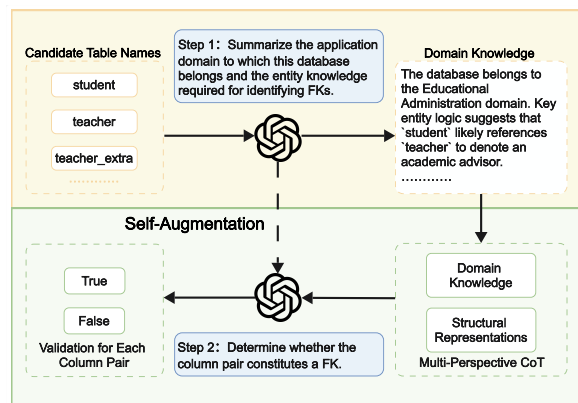 Candidate Table Names
student
teacher
teacher_extra
............
Step 1: Summarize the application
domain to which this database
belongs and the entity knowledge
required for identifying FKs.
Domain Knowledge
The database belongs to
the Educational
Administration domain. Key
entity logic suggests that
`student` likely references
`teacher` to denote an
academic advisor.
............
Self-Augmentation
True
False
Validation for Each
Column Pair
Step 2: Determine whether the
column pair constitutes a FK.
Domain
Knowledge
Structural
Representations
Multi-Perspective CoT